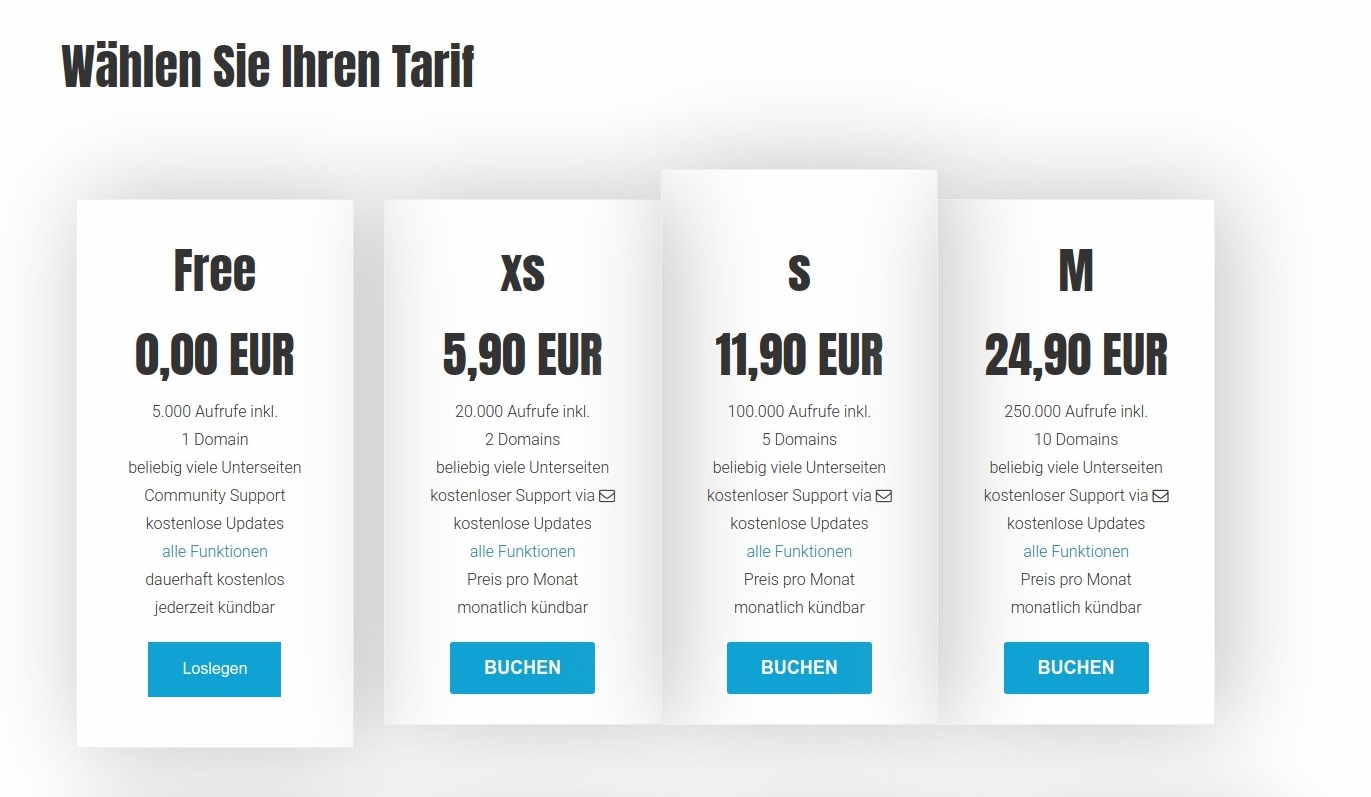 Wählen Sie Ihren Tarif
Free
0,00 EUR
5.000 Aufrufe inkl.
1 Domain
beliebig viele Unterseiten
Community Support
kostenlose Updates
alle Funktionen
dauerhaft kostenlos
jederzeit kündbar
Loslegen
xs
5,90 EUR
20.000 Aufrufe inkl.
2 Domains
beliebig viele Unterseiten
kostenloser Support via
kostenlose Updates
alle Funktionen
Preis pro Monat
monatlich kündbar
BUCHEN
s
11,90 EUR
100.000 Aufrufe inkl.
5 Domains
beliebig viele Unterseiten
kostenloser Support via
kostenlose Updates
alle Funktionen
Preis pro Monat
monatlich kündbar
BUCHEN
M
24,90 EUR
250.000 Aufrufe inkl.
10 Domains
beliebig viele Unterseiten
kostenloser Support via
kostenlose Updates
alle Funktionen
Preis pro Monat
monatlich kündbar
BUCHEN